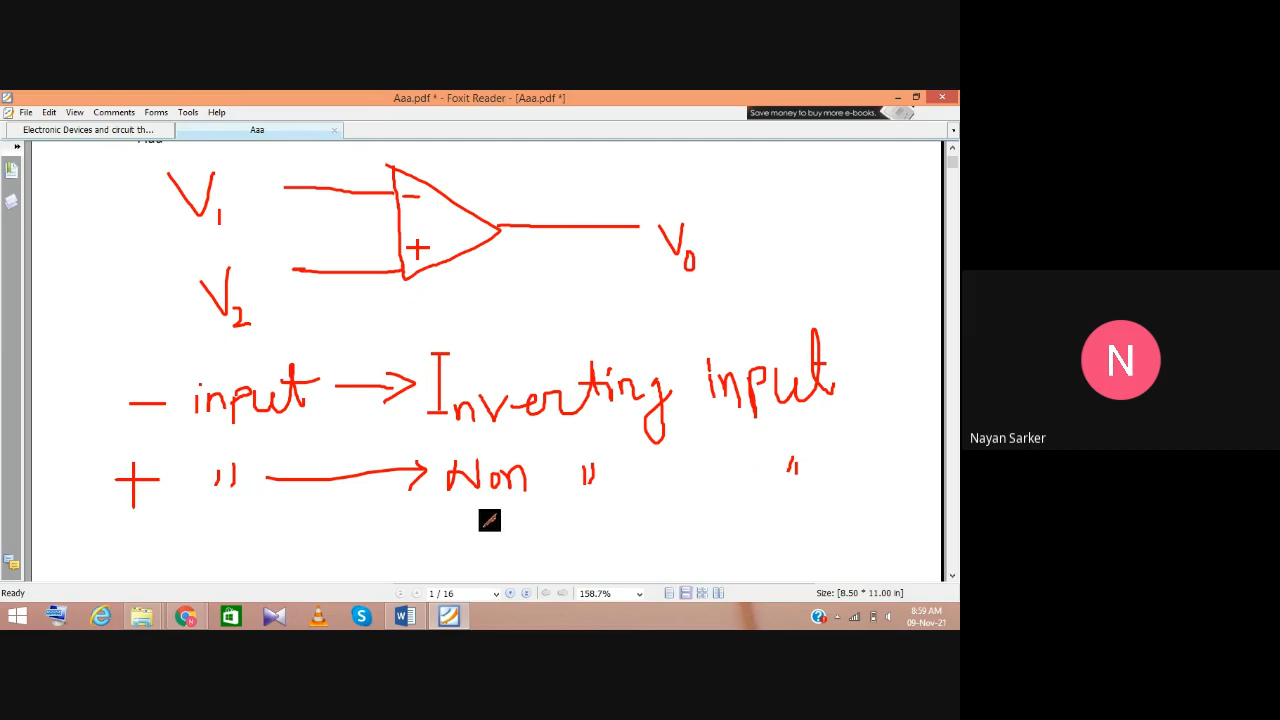 Aaa.pdf * - Foxit Reader - [Aaa.pdf *]
File Edit View Comments Forms Tools Help
Save money to buy more e-books.
Electronic Devices and circuit th... Aaa
V1
−
+
V0
V2
− input → Inverting input
+ " → Non " "
N
Nayan Sarker
Ready
1 / 16
158.7%
Size: [8.50 * 11.00 in]
8:59 AM
09-Nov-21